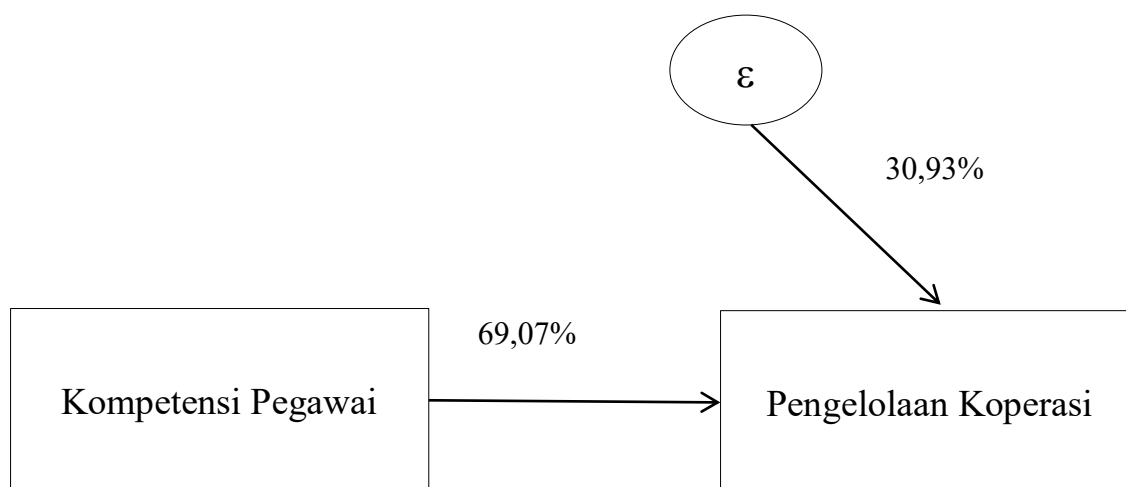 ε
30,93%
69,07%
Kompetensi Pegawai
Pengelolaan Koperasi